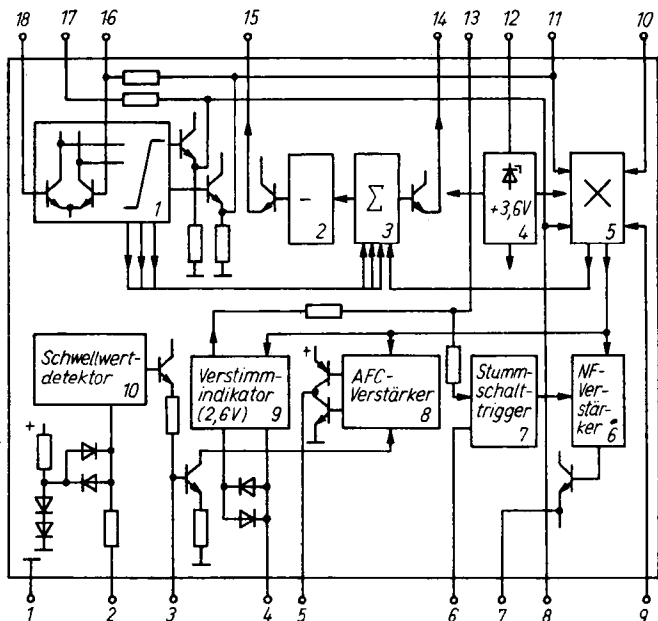 18 17 16 15 14 13 12 11 10
1
−
2
Σ
3
+3,6V
4
×
5
Schwellwert-
detektor
10
Verstimm-
indikator
(2,6V) 9
+
AFC-
Verstärker
8
Stumm-
schalt-
trigger
7
NF-
Ver-
stär-
ker
6
+
1 2 3 4 5 6 7 8 9